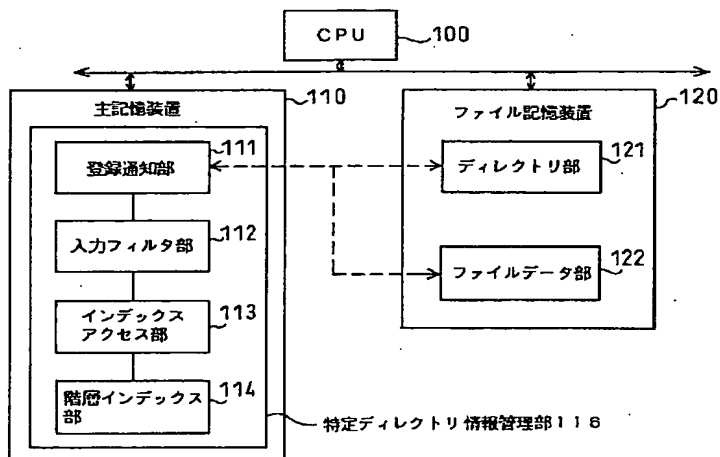 CPU
100
110
主記憶装置
111
登録通知部
112
入力フィルタ部
113
インデックス
アクセス部
114
階層インデックス
部
特定ディレクトリ情報管理部116
120
ファイル記憶装置
121
ディレクトリ部
122
ファイルデータ部